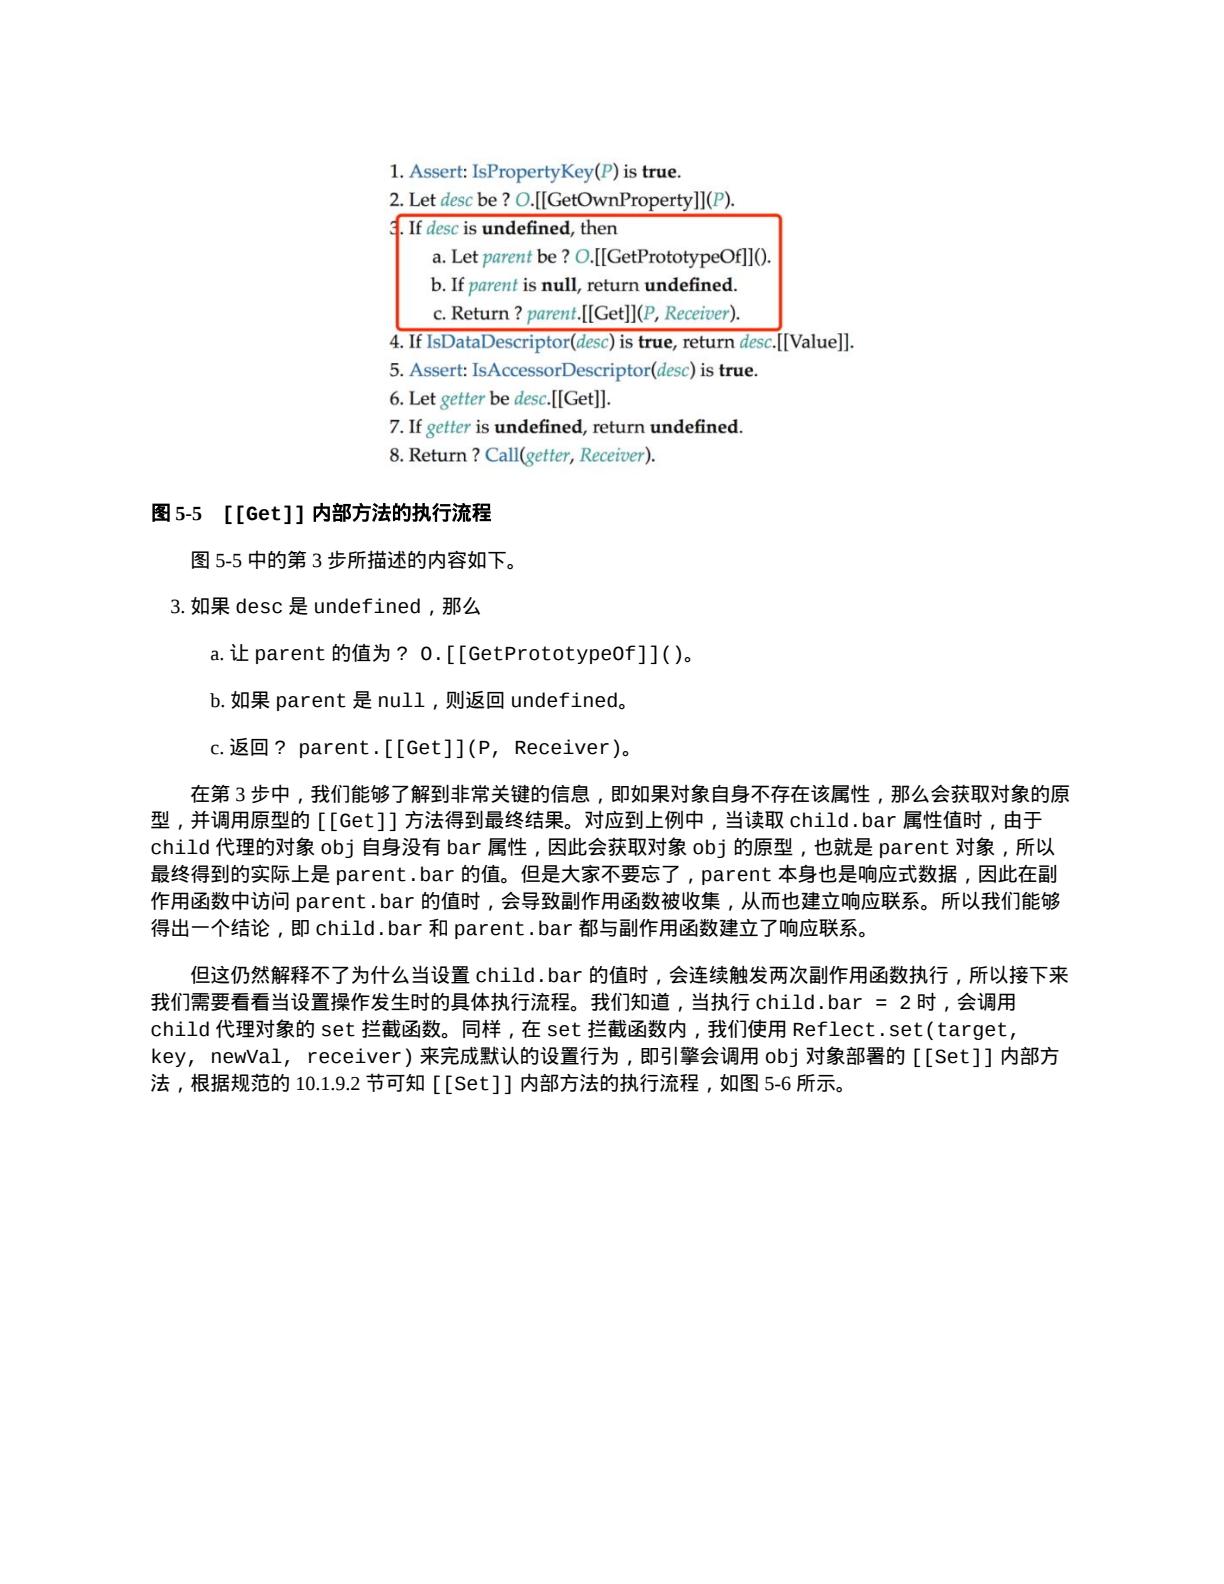 1. Assert: IsPropertyKey(P) is true.
2. Let desc be ? O.[[GetOwnProperty]](P).
3. If desc is undefined, then
a. Let parent be ? O.[[GetPrototypeOf]]().
b. If parent is null, return undefined.
c. Return ? parent.[[Get]](P, Receiver).
4. If IsDataDescriptor(desc) is true, return desc.[[Value]].
5. Assert: IsAccessorDescriptor(desc) is true.
6. Let getter be desc.[[Get]].
7. If getter is undefined, return undefined.
8. Return ? Call(getter, Receiver).
图 5-5 [[Get]] 内部方法的执行流程
图 5-5 中的第 3 步所描述的内容如下。
3. 如果 desc 是 undefined，那么
a. 让 parent 的值为 ? O.[[GetPrototypeOf]]()。
b. 如果 parent 是 null，则返回 undefined。
c. 返回 ? parent.[[Get]](P, Receiver)。
在第 3 步中，我们能够了解到非常关键的信息，即如果对象自身不存在该属性，那么会获取对象的原
型，并调用原型的 [[Get]] 方法得到最终结果。对应到上例中，当读取 child.bar 属性值时，由于
child 代理的对象 obj 自身没有 bar 属性，因此会获取对象 obj 的原型，也就是 parent 对象，所以
最终得到的实际上是 parent.bar 的值。但是大家不要忘了，parent 本身也是响应式数据，因此在副
作用函数中访问 parent.bar 的值时，会导致副作用函数被收集，从而也建立响应联系。所以我们能够
得出一个结论，即 child.bar 和 parent.bar 都与副作用函数建立了响应联系。
但这仍然解释不了为什么当设置 child.bar 的值时，会连续触发两次副作用函数执行，所以接下来
我们需要看看当设置操作发生时的具体执行流程。我们知道，当执行 child.bar = 2 时，会调用
child 代理对象的 set 拦截函数。同样，在 set 拦截函数内，我们使用 Reflect.set(target,
key, newVal, receiver) 来完成默认的设置行为，即引擎会调用 obj 对象部署的 [[Set]] 内部方
法，根据规范的 10.1.9.2 节可知 [[Set]] 内部方法的执行流程，如图 5-6 所示。